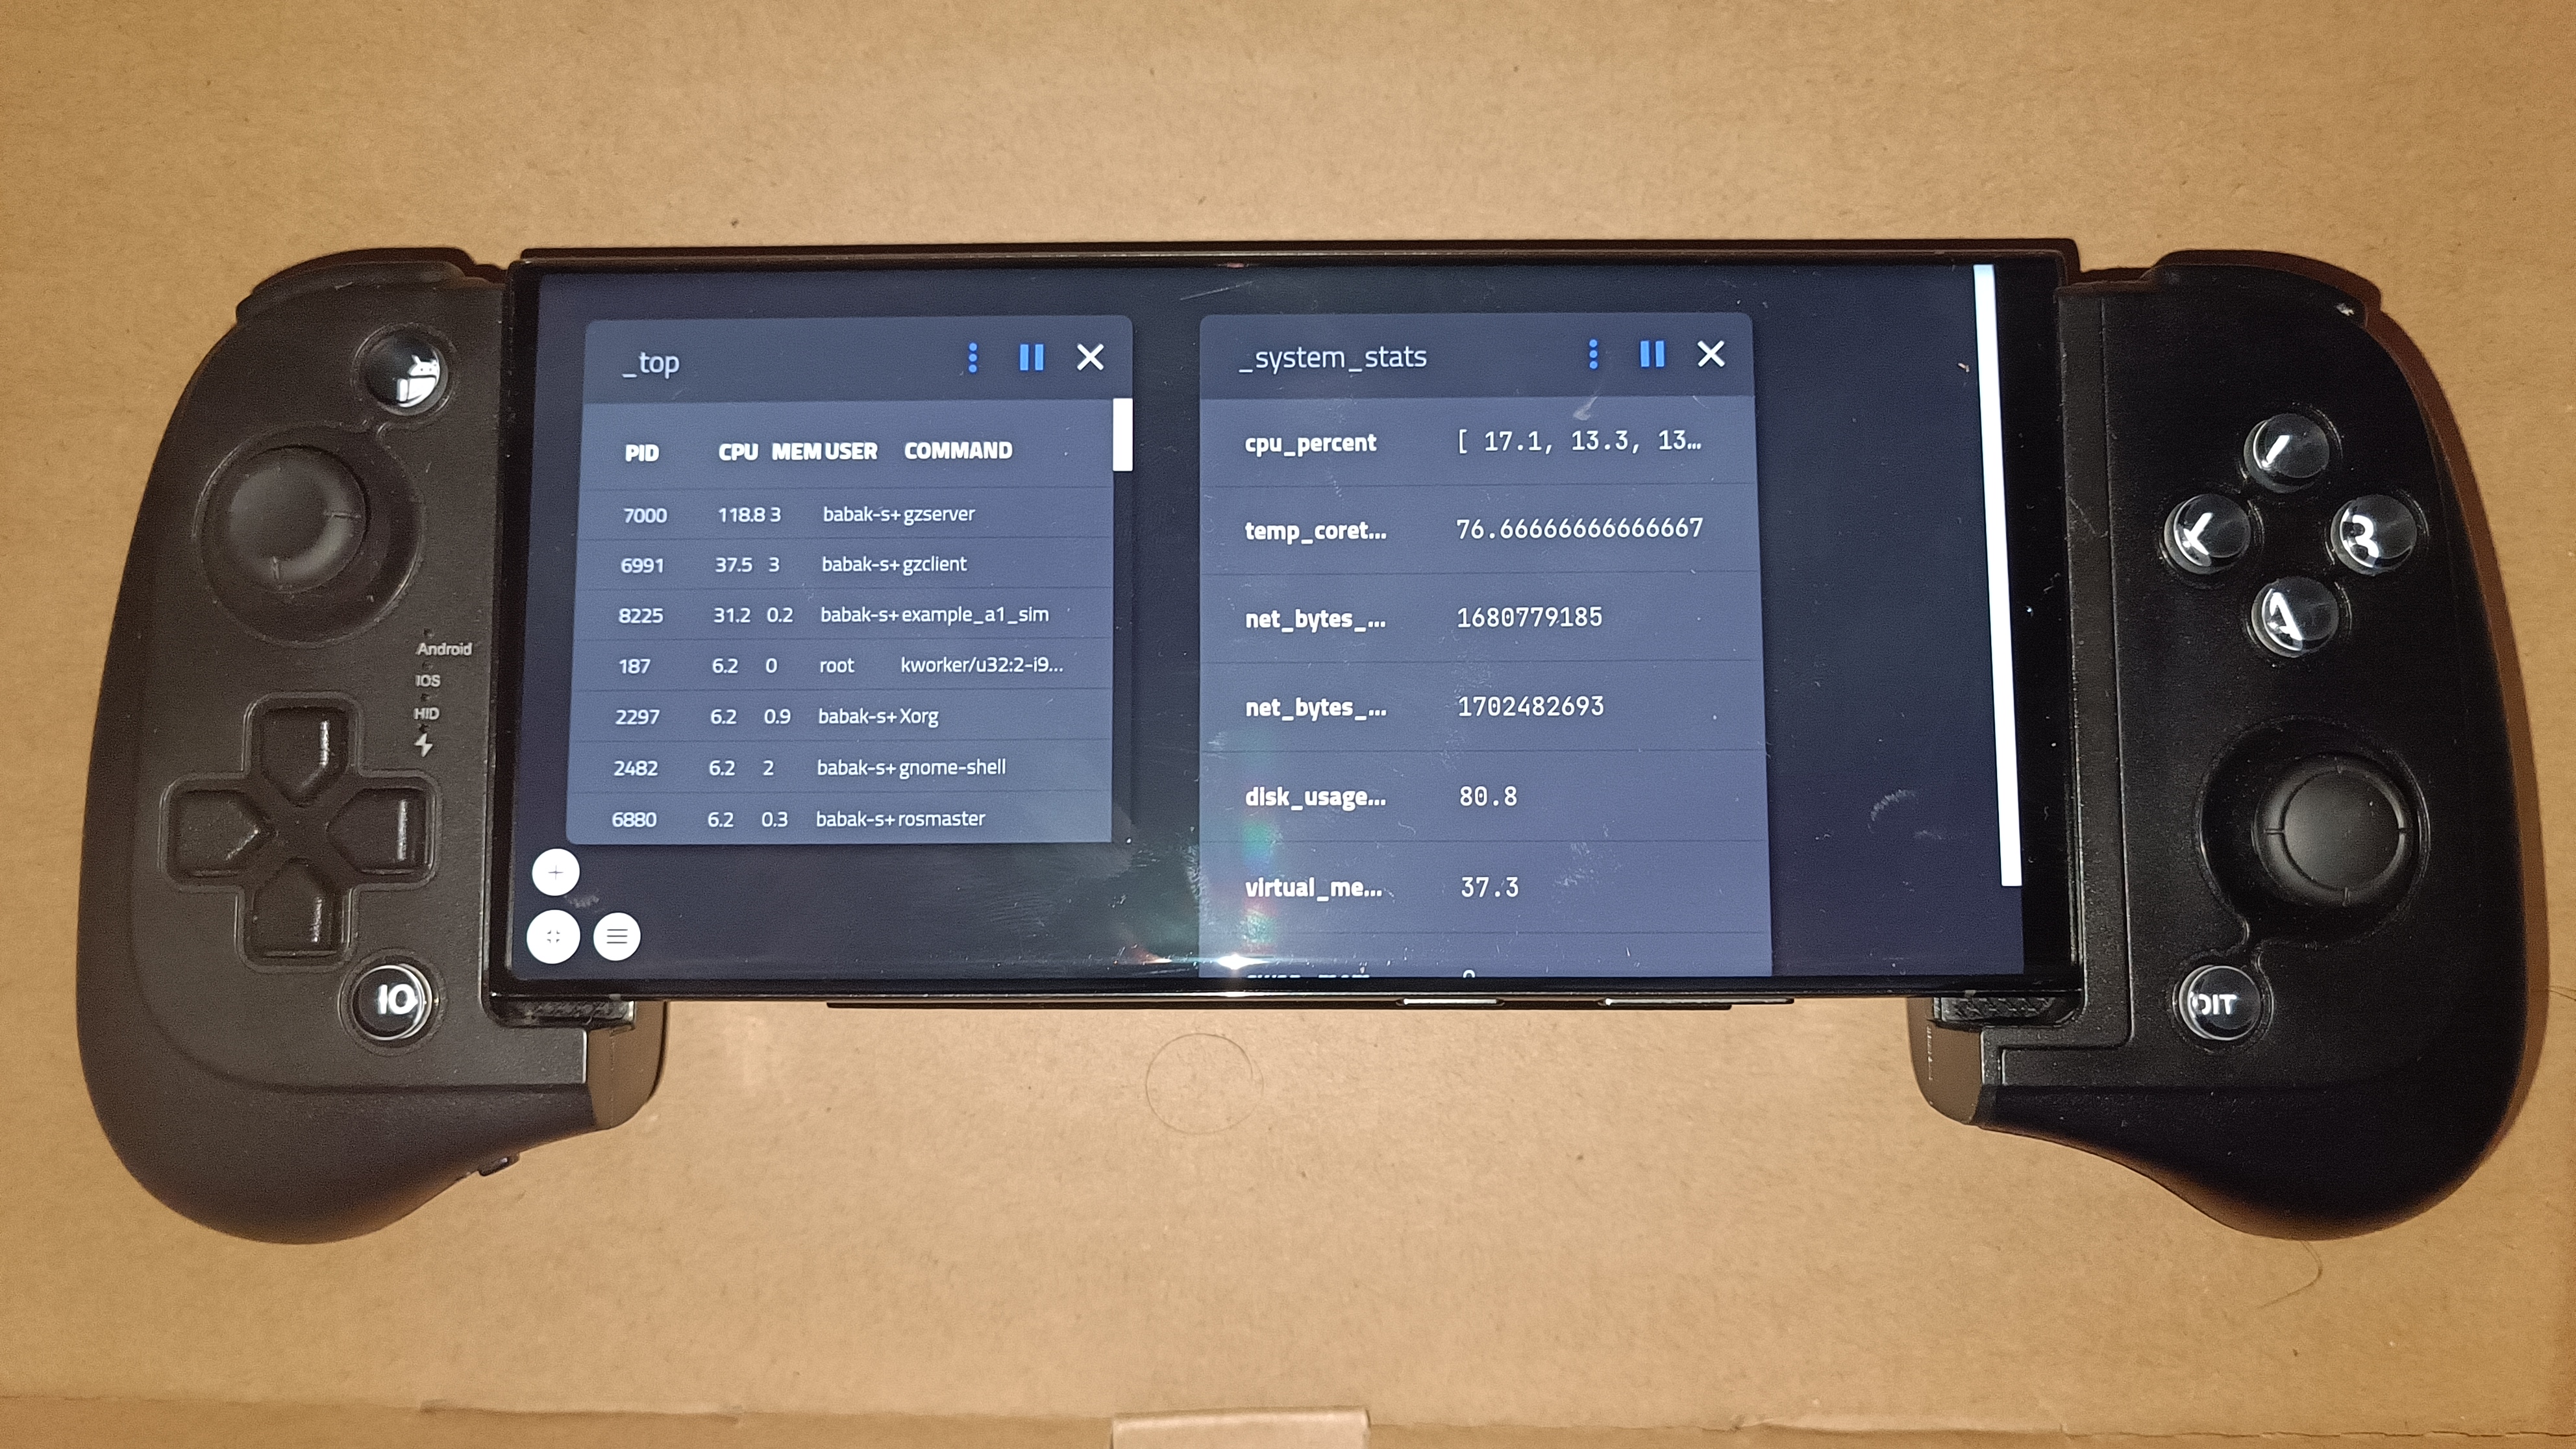 _top
PID CPU MEM USER COMMAND
7000 118.8 3 babak-s+ gzserver
6991 37.5 3 babak-s+ gzclient
8225 31.2 0.2 babak-s+ example_a1_sim
187 6.2 0 root kworker/u32:2-i9...
2297 6.2 0.9 babak-s+ Xorg
2482 6.2 2 babak-s+ gnome-shell
6880 6.2 0.3 babak-s+ rosmaster
_system_stats
cpu_percent [ 17.1, 13.3, 13…
temp_coret... 76.66666666666667
net_bytes_... 1680779185
net_bytes_... 1702482693
disk_usage... 80.8
virtual_me... 37.3
Android
IOS
HID